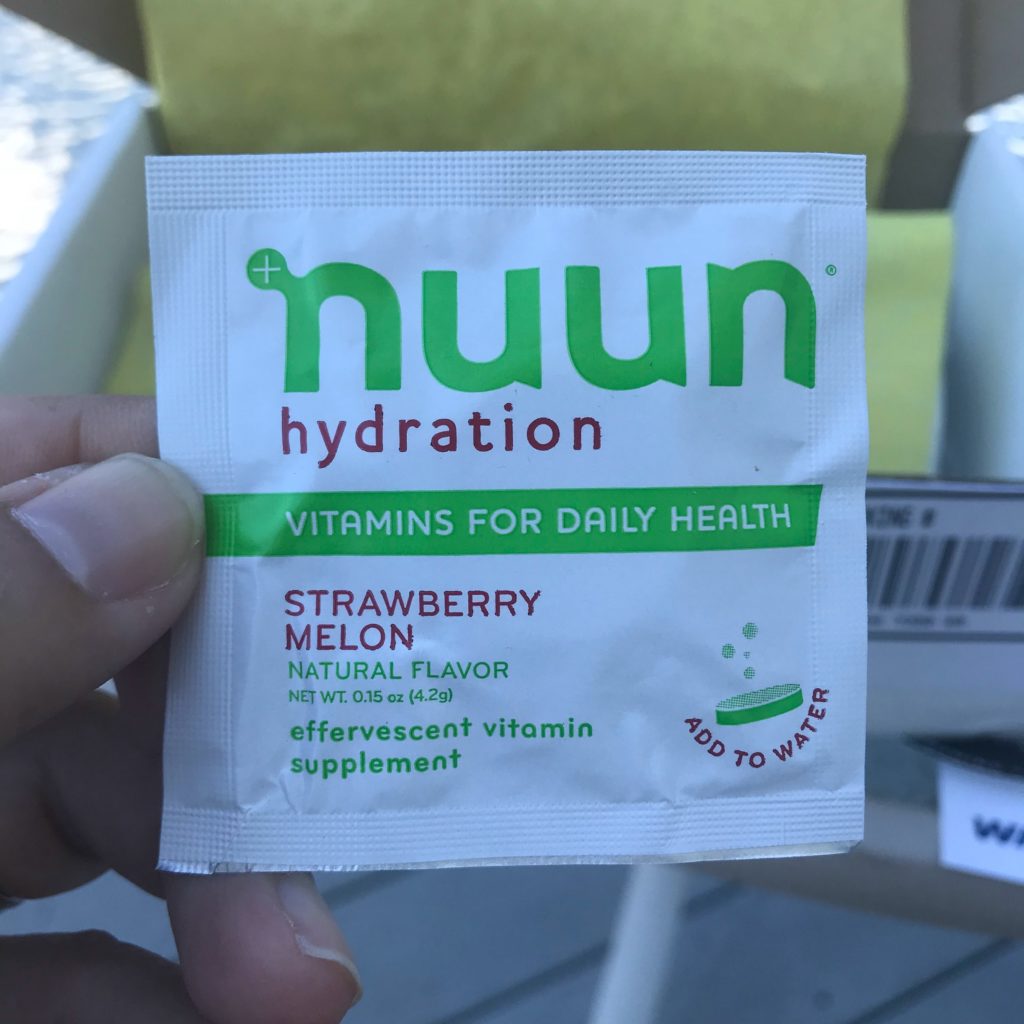 nuun®
hydration
VITAMINS FOR DAILY HEALTH
STRAWBERRY
MELON
NATURAL FLAVOR
NET WT. 0.15 oz (4.2g)
effervescent vitamin
supplement
ADD TO WATER